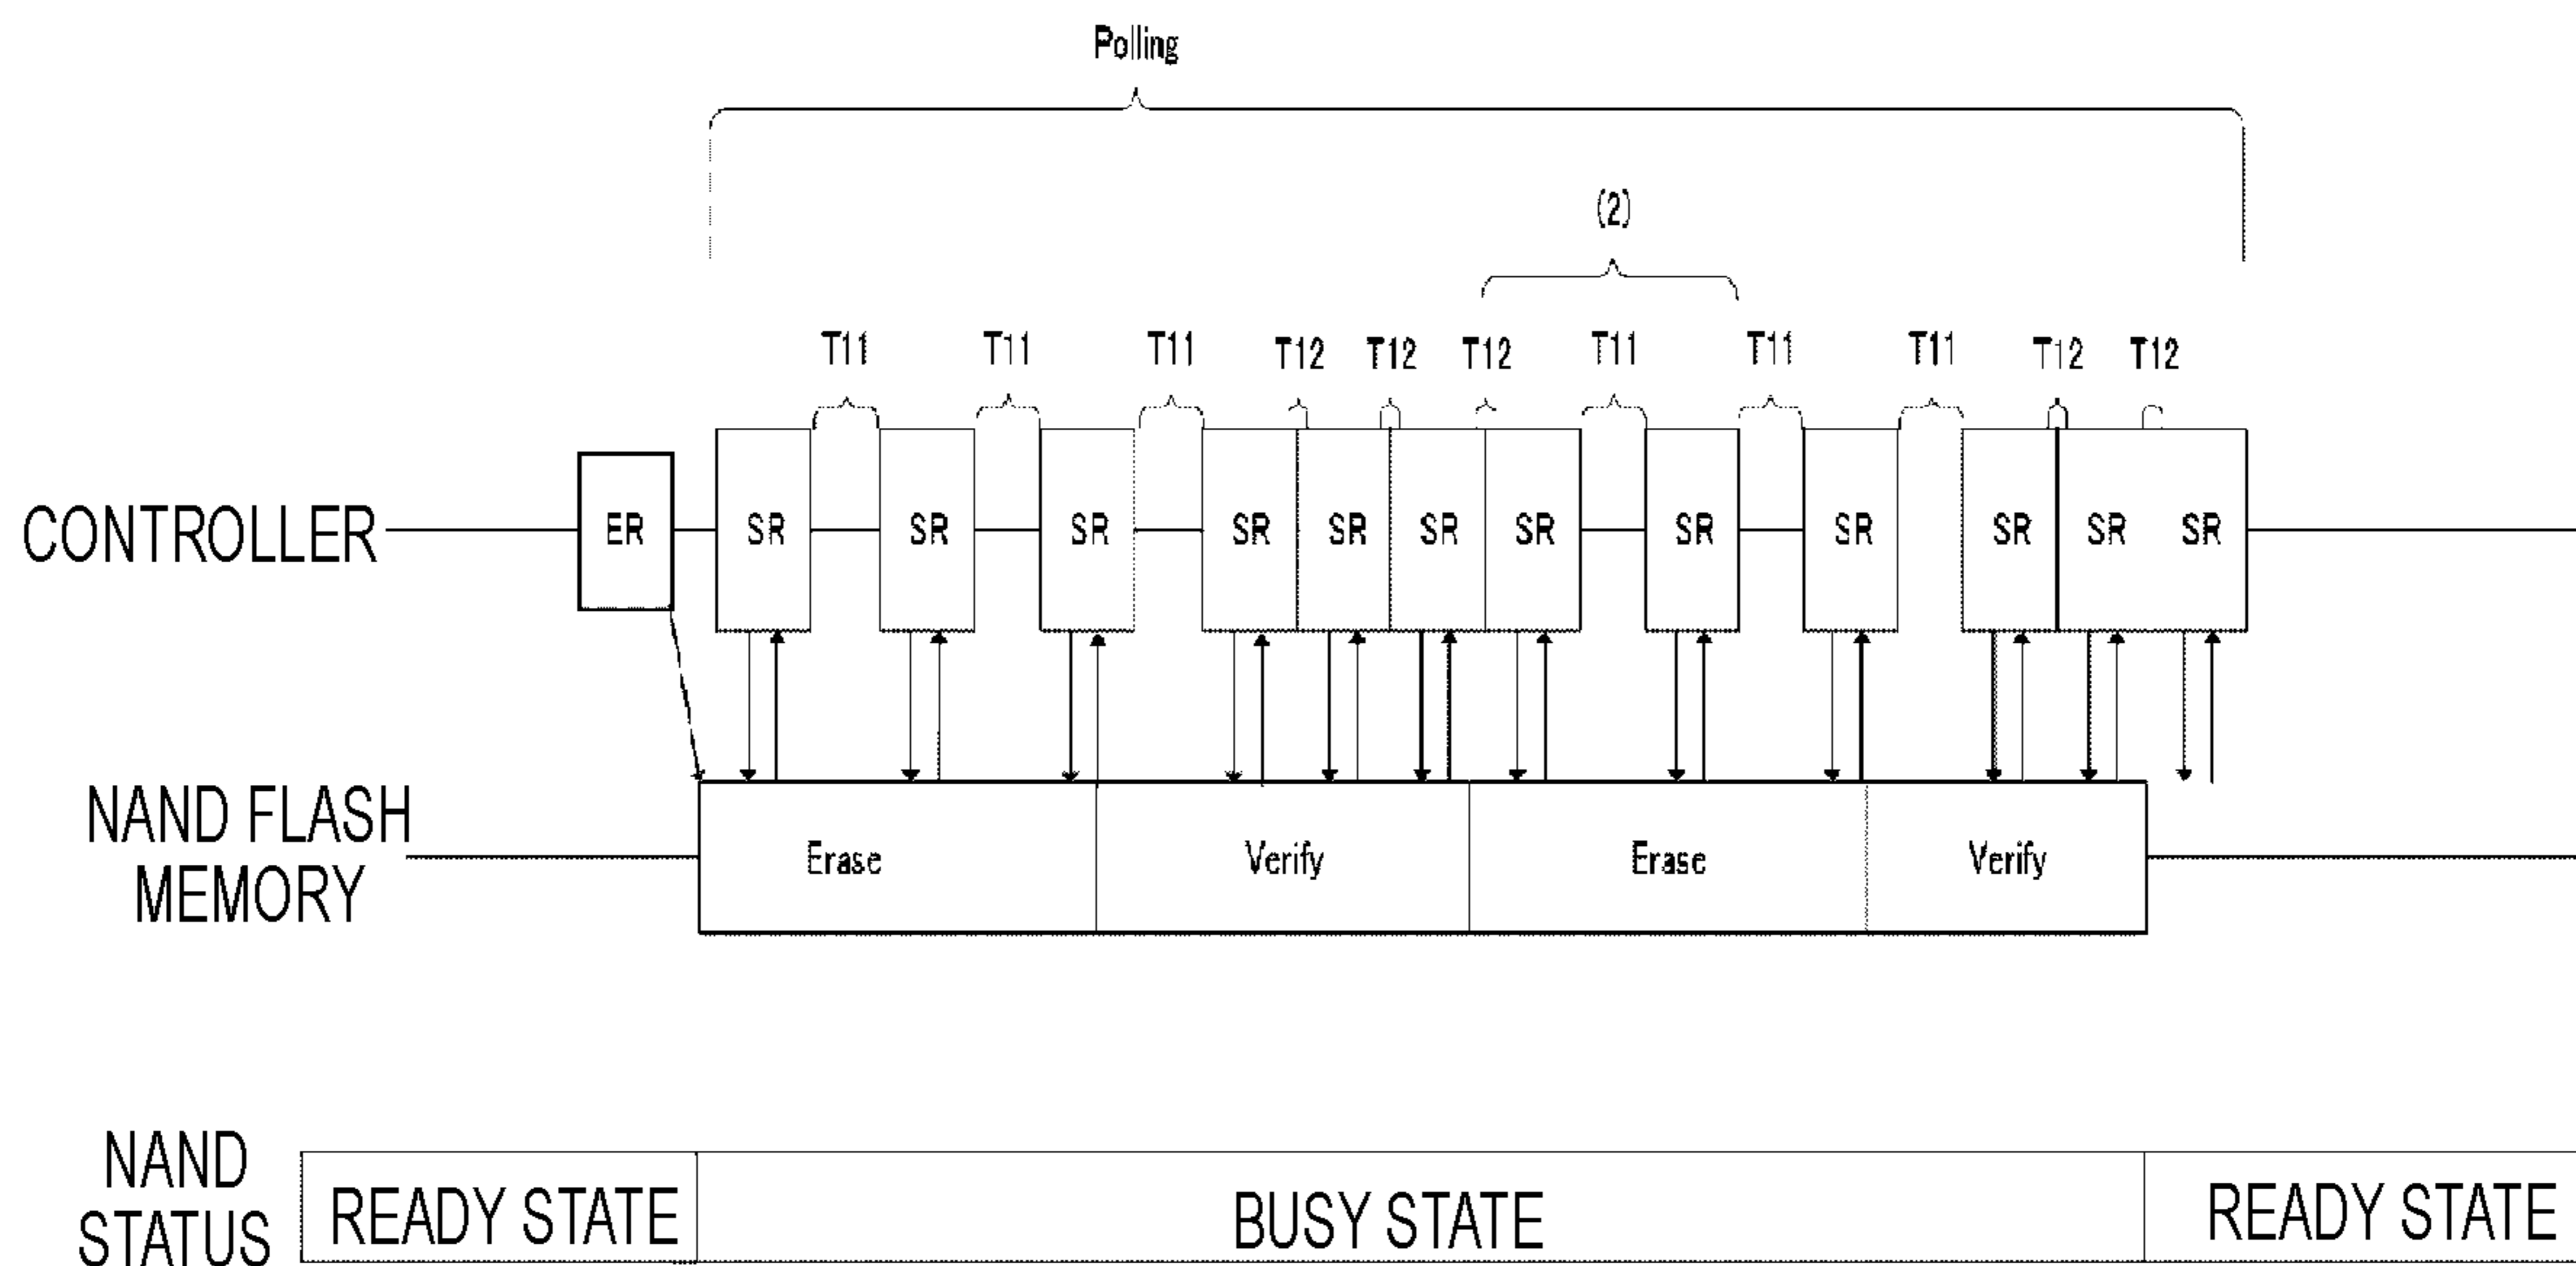 Polling
(2)
T11 T11 T11 T12 T12 T12 T11 T11 T11 T12 T12
CONTROLLER ER SR SR SR SR SR SR SR SR SR SR SR SR
NAND FLASH
MEMORY
Erase Verify Erase Verify
NAND
STATUS
READY STATE BUSY STATE READY STATE